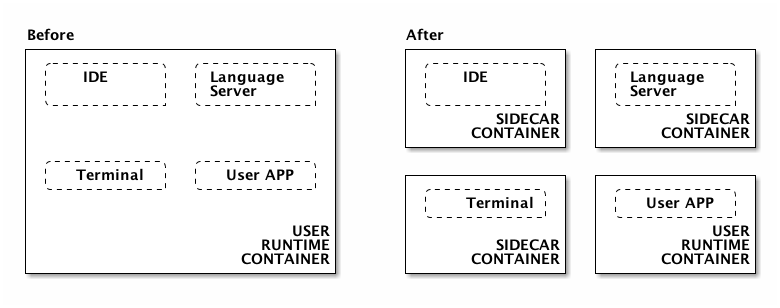 Before
IDE
Language
Server
Terminal
User APP
USER
RUNTIME
CONTAINER
After
IDE
SIDECAR
CONTAINER
Language
Server
SIDECAR
CONTAINER
Terminal
SIDECAR
CONTAINER
User APP
USER
RUNTIME
CONTAINER